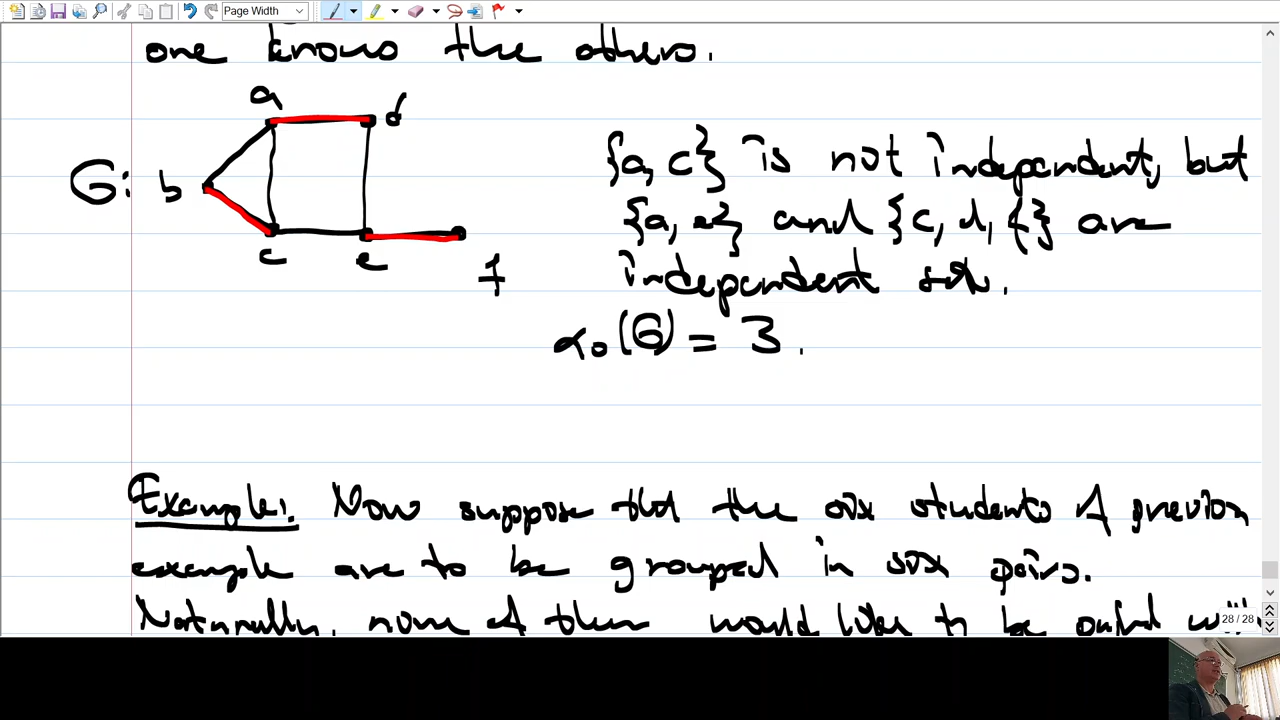 Page Width
one knows the others.
a
d
G:
b
c
e
f
{a, c} is not independent, but
{a, e} and {c, d, f} are
independent sets.
α₀(G) = 3.
Example: Now suppose that the six students of previous
example are to be grouped in six pairs.
Naturally, none of them would like to be paired with
28 / 28